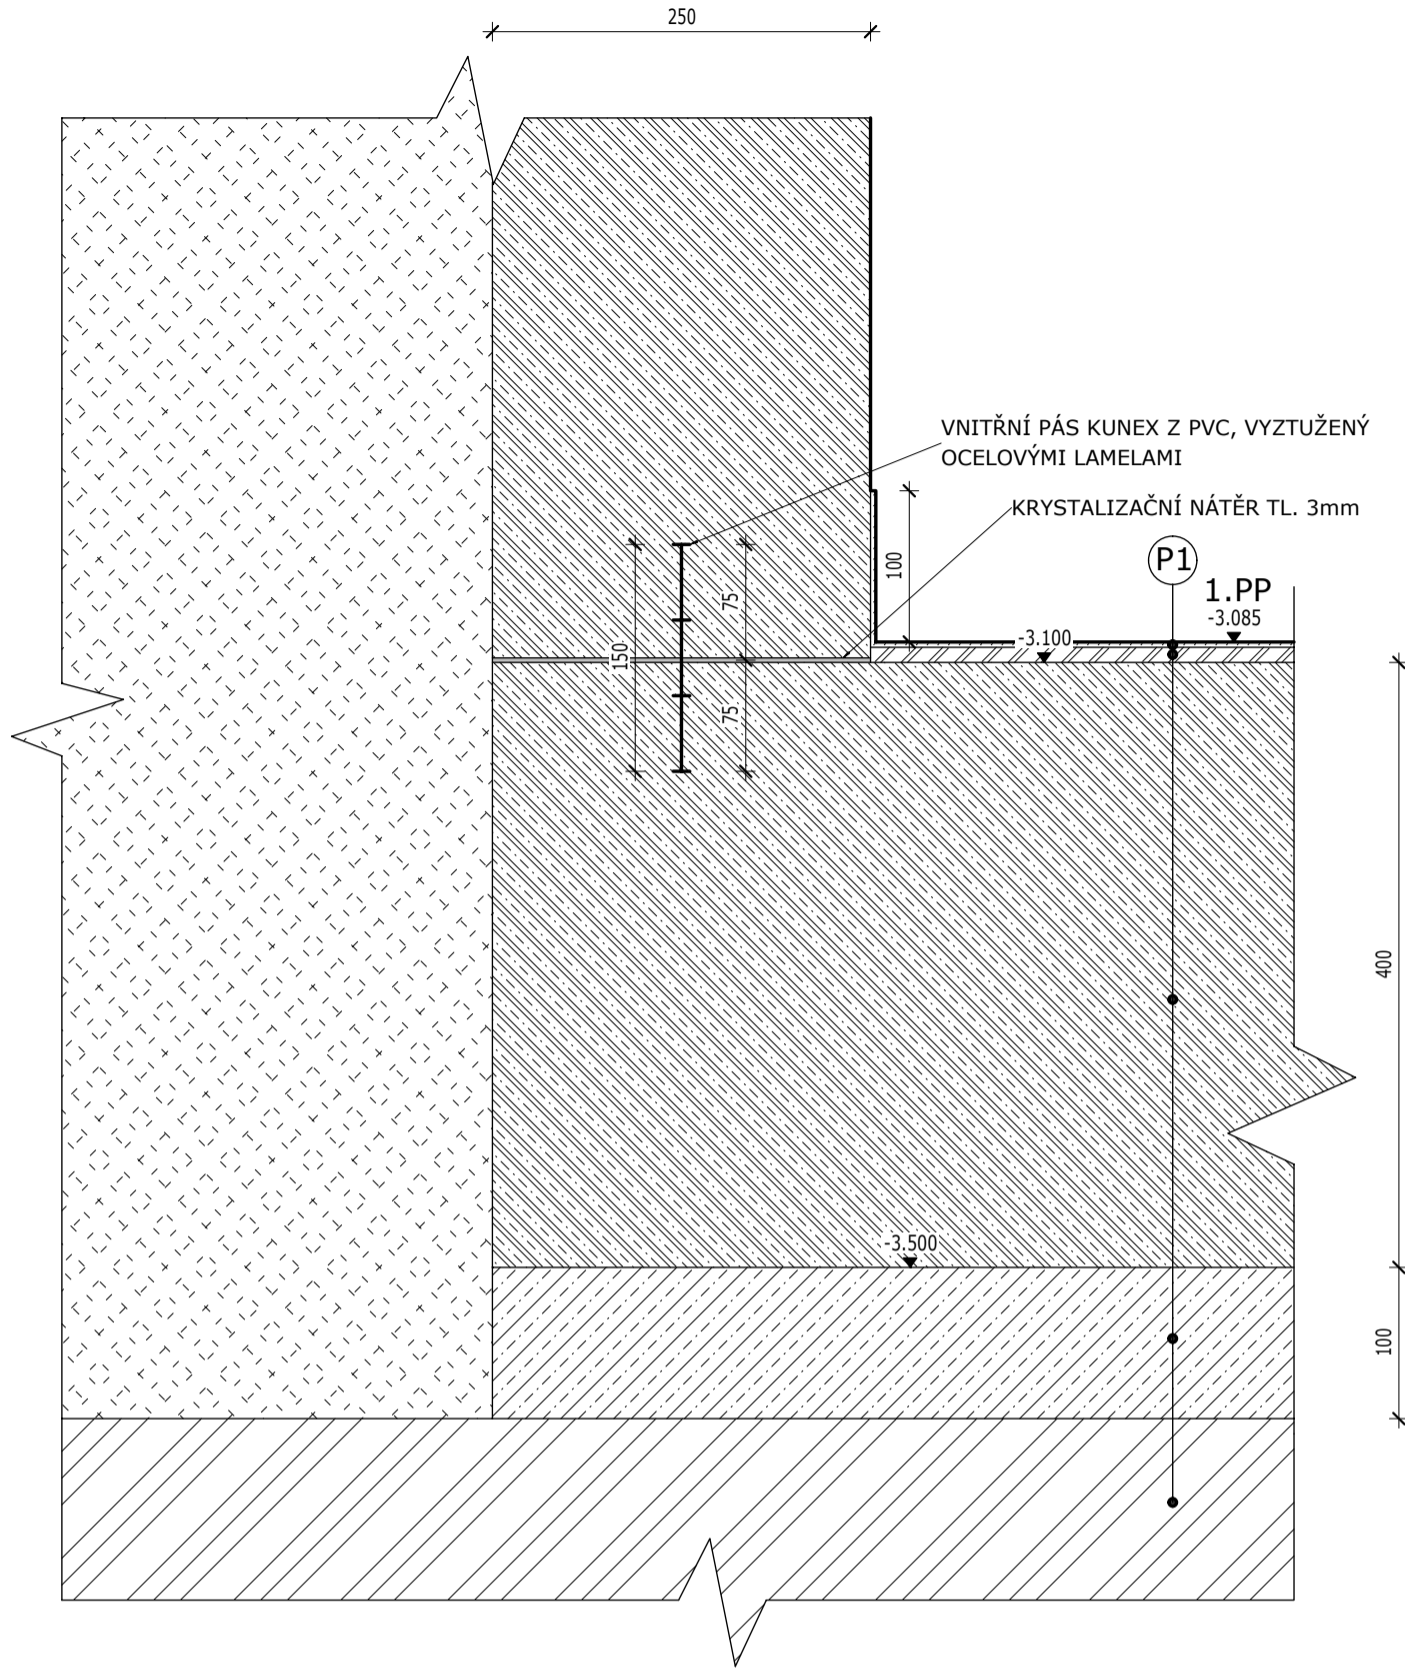 250
VNITŘNÍ PÁS KUNEX Z PVC, VYZTUŽENÝ
OCELOVÝMI LAMELAMI
KRYSTALIZAČNÍ NÁTĚR TL. 3mm
100
P1
1.PP
-3.085
-3.100
75
150
75
400
-3.500
100